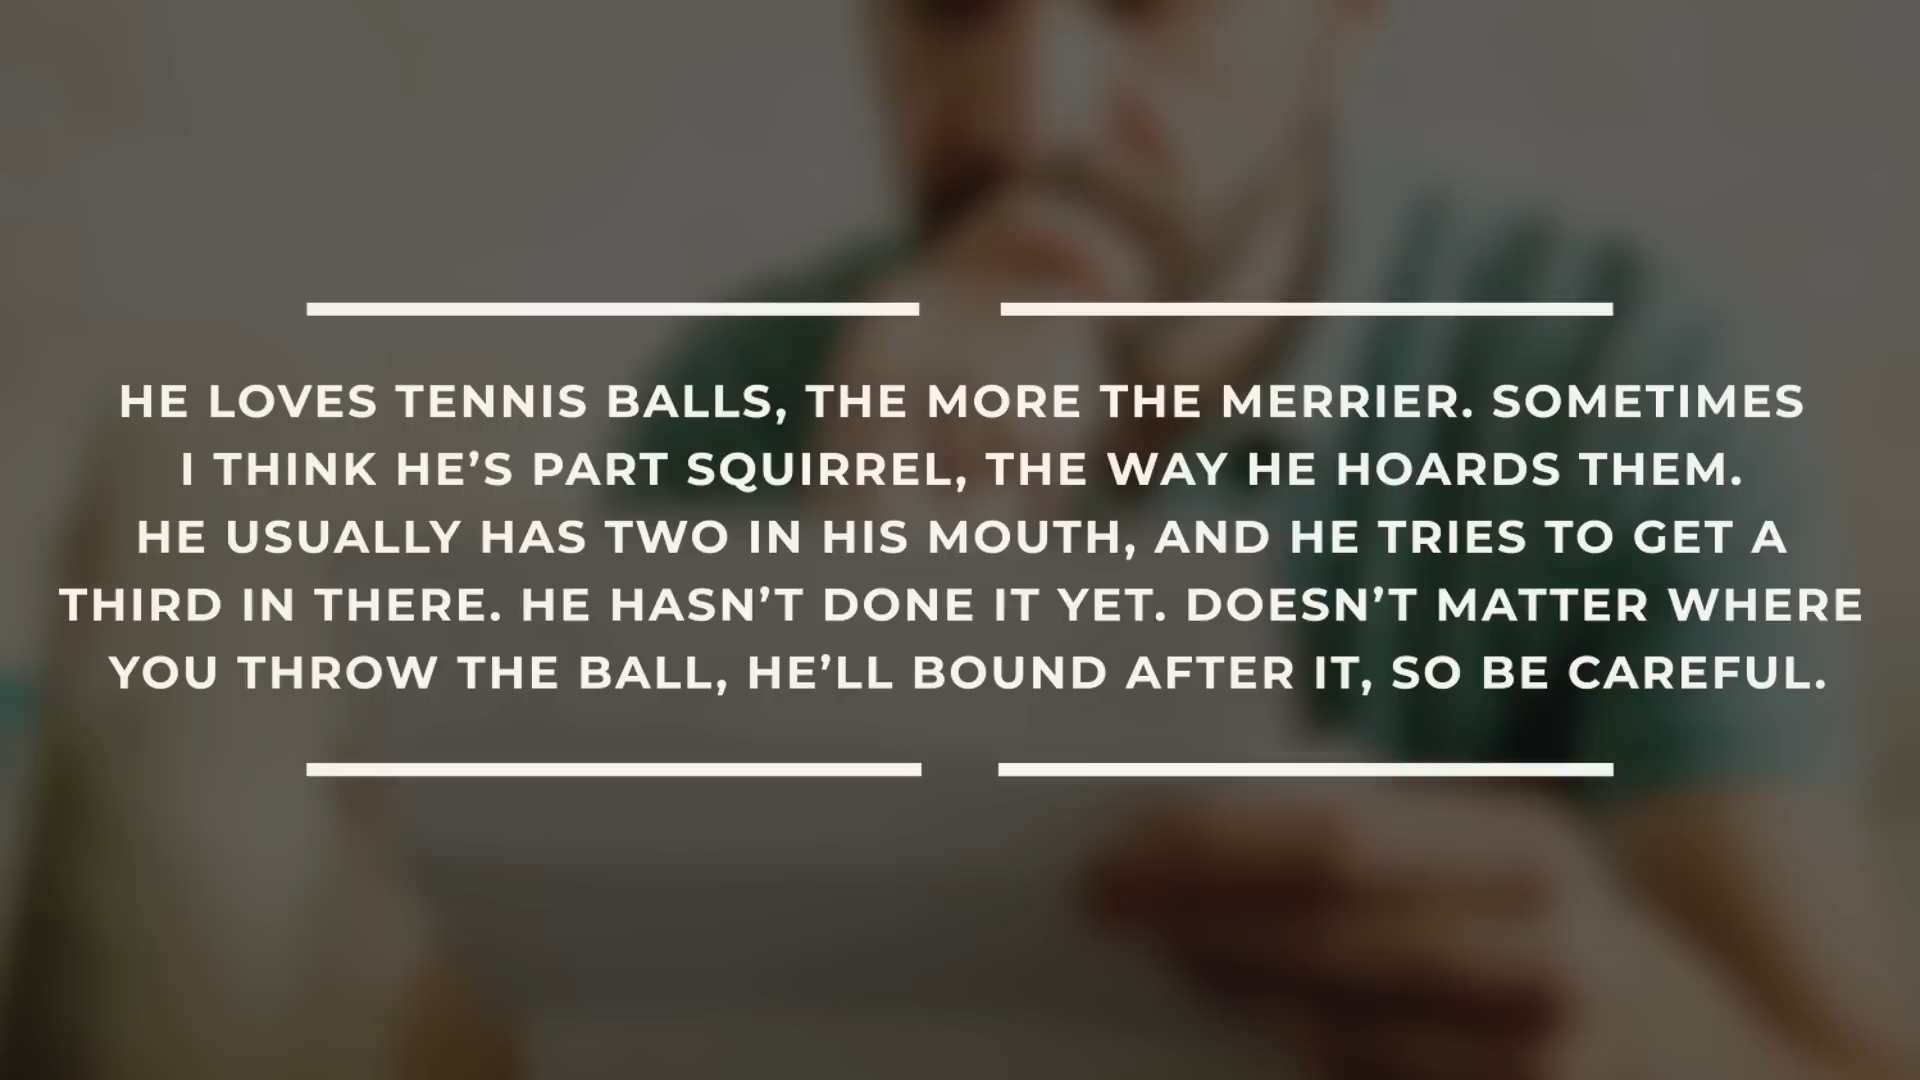 HE LOVES TENNIS BALLS, THE MORE THE MERRIER. SOMETIMES
I THINK HE’S PART SQUIRREL, THE WAY HE HOARDS THEM.
HE USUALLY HAS TWO IN HIS MOUTH, AND HE TRIES TO GET A
THIRD IN THERE. HE HASN’T DONE IT YET. DOESN’T MATTER WHERE
YOU THROW THE BALL, HE’LL BOUND AFTER IT, SO BE CAREFUL.